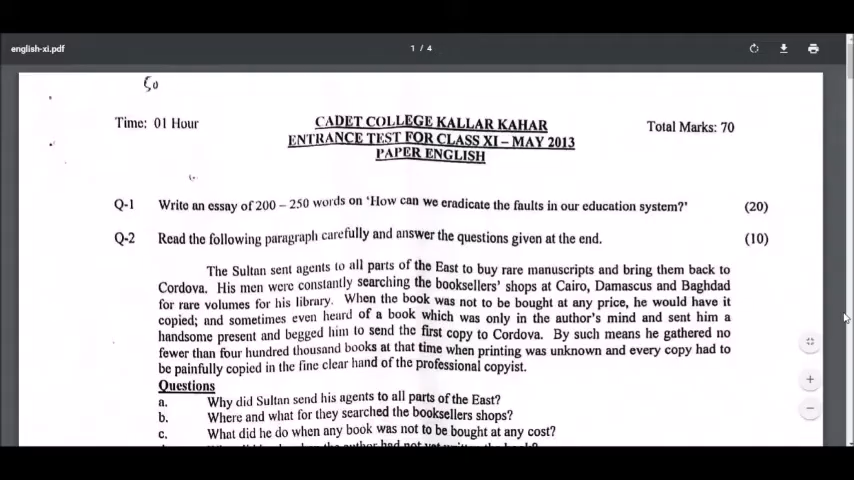 english-xi.pdf
1 / 4
50
Time: 01 Hour
CADET COLLEGE KALLAR KAHAR
Total Marks: 70
ENTRANCE TEST FOR CLASS XI – MAY 2013
PAPER ENGLISH
Q-1 Write an essay of 200 – 250 words on 'How can we eradicate the faults in our education system?' (20)
Q-2 Read the following paragraph carefully and answer the questions given at the end. (10)
The Sultan sent agents to all parts of the East to buy rare manuscripts and bring them back to
Cordova. His men were constantly searching the booksellers' shops at Cairo, Damascus and Baghdad
for rare volumes for his library. When the book was not to be bought at any price, he would have it
copied; and sometimes even heard of a book which was only in the author's mind and sent him a
handsome present and begged him to send the first copy to Cordova. By such means he gathered no
fewer than four hundred thousand books at that time when printing was unknown and every copy had to
be painfully copied in the fine clear hand of the professional copyist.
Questions
a. Why did Sultan send his agents to all parts of the East?
b. Where and what for they searched the booksellers shops?
c. What did he do when any book was not to be bought at any cost?